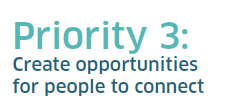 Priority 3:
Create opportunities
for people to connect